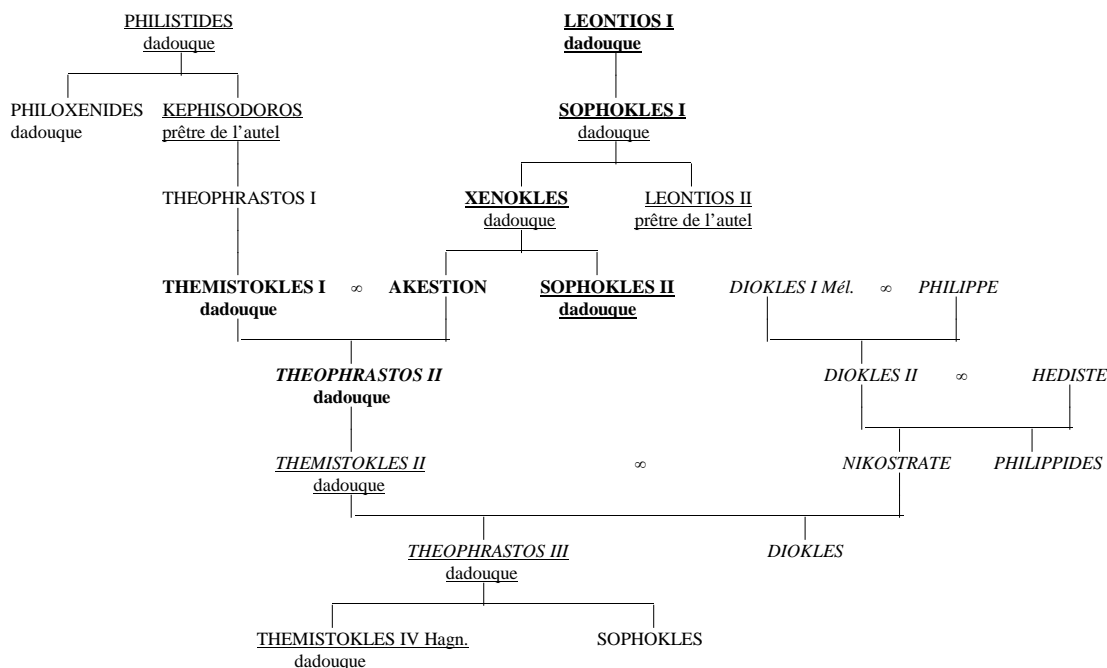 PHILISTIDES LEONTIOS I
dadouque dadouque
PHILOXENIDES KEPHISODOROS SOPHOKLES I
dadouque prêtre de l’autel dadouque
THEOPHRASTOS I XENOKLES LEONTIOS II
dadouque prêtre de l’autel
THEMISTOKLES I ∞ AKESTION SOPHOKLES II DIOKLES I Mél. ∞ PHILIPPE
dadouque dadouque
THEOPHRASTOS II DIOKLES II ∞ HEDISTE
dadouque
THEMISTOKLES II ∞ NIKOSTRATE PHILIPPIDES
dadouque
THEOPHRASTOS III DIOKLES
dadouque
THEMISTOKLES IV Hagn. SOPHOKLES
dadouque